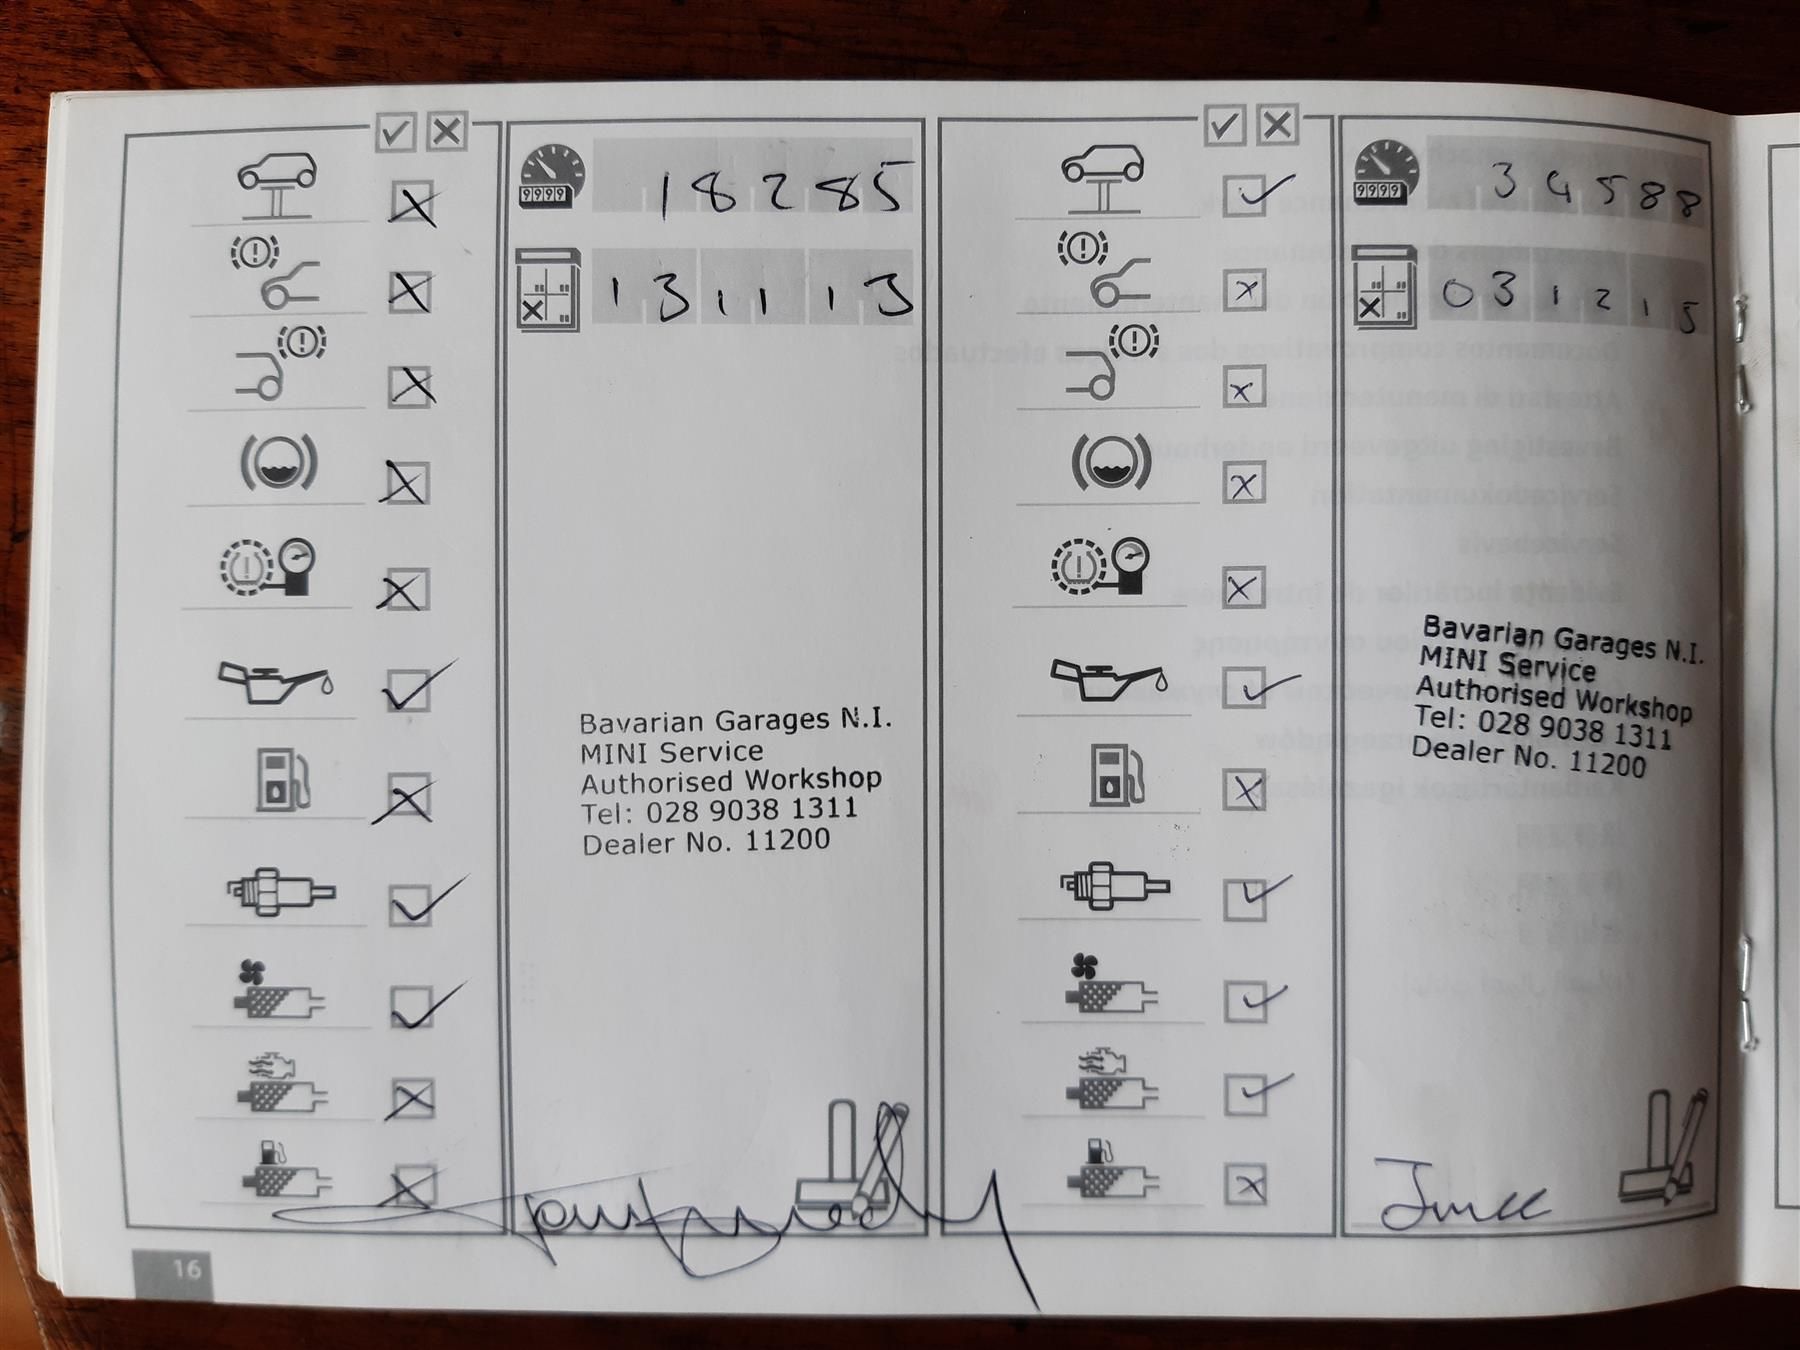 18285
131113
Bavarian Garages N.I.
MINI Service
Authorised Workshop
Tel: 028 9038 1311
Dealer No. 11200
34588
031215
Bavarian Garages N.I.
MINI Service
Authorised Workshop
Tel: 028 9038 1311
Dealer No. 11200
16